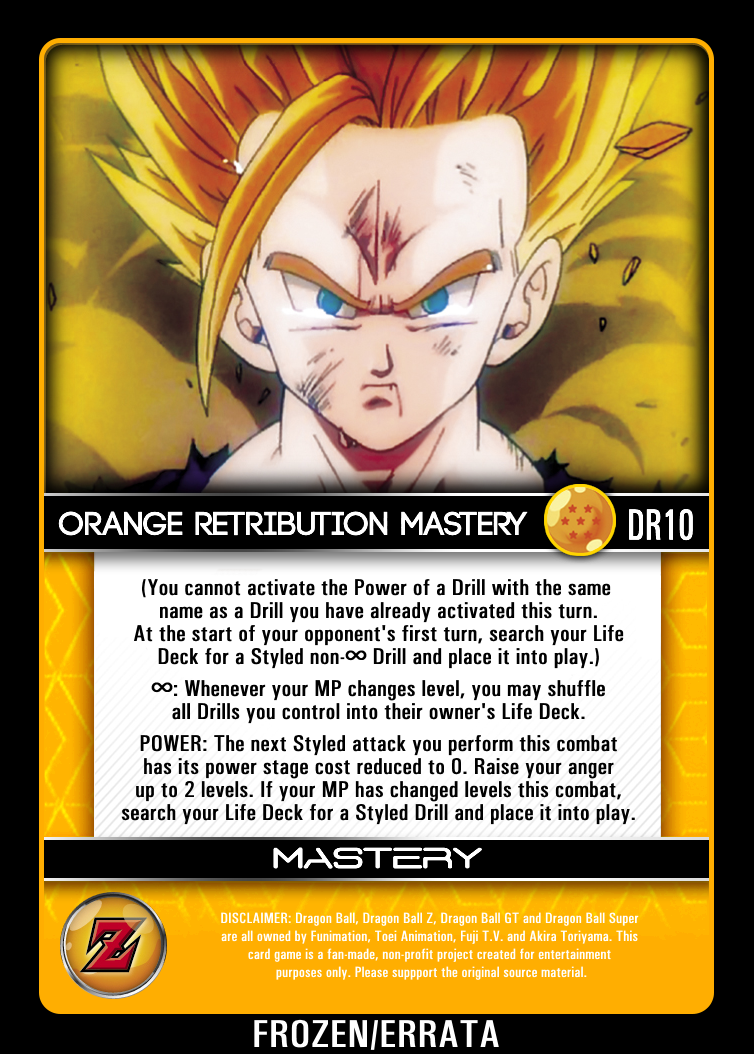 ORANGE RETRIBUTION MASTERY DR10
(You cannot activate the Power of a Drill with the same
name as a Drill you have already activated this turn.
At the start of your opponent's first turn, search your Life
Deck for a Styled non-∞ Drill and place it into play.)
∞: Whenever your MP changes level, you may shuffle
all Drills you control into their owner's Life Deck.
POWER: The next Styled attack you perform this combat
has its power stage cost reduced to 0. Raise your anger
up to 2 levels. If your MP has changed levels this combat,
search your Life Deck for a Styled Drill and place it into play.
MASTERY
Z
DISCLAIMER: Dragon Ball, Dragon Ball Z, Dragon Ball GT and Dragon Ball Super
are all owned by Funimation, Toei Animation, Fuji T.V. and Akira Toriyama. This
card game is a fan-made, non-profit project created for entertainment
purposes only. Please suppport the original source material.
FROZEN/ERRATA